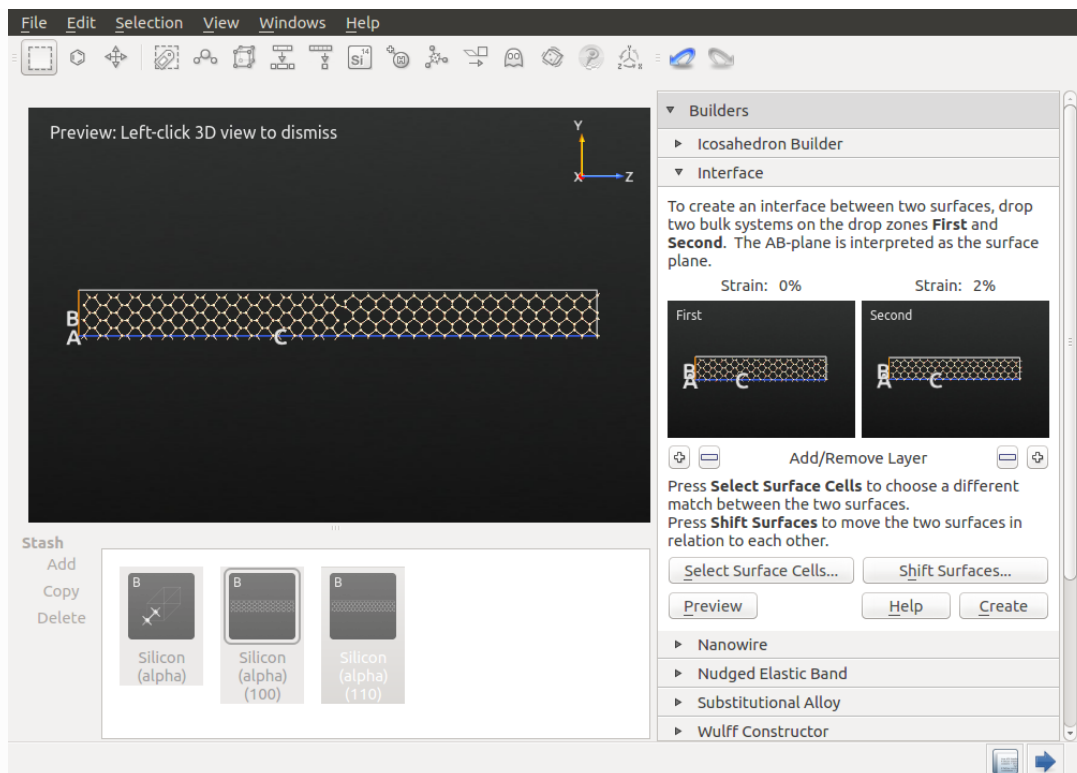 File Edit Selection View Windows Help
14
Si
z x
Preview: Left-click 3D view to dismiss
Y
X Z
B
A C
Builders
Icosahedron Builder
Interface
To create an interface between two surfaces, drop
two bulk systems on the drop zones First and
Second. The AB-plane is interpreted as the surface
plane.
Strain: 0% Strain: 2%
First Second
B B
A C A C
Add/Remove Layer
Press Select Surface Cells to choose a different
match between the two surfaces.
Press Shift Surfaces to move the two surfaces in
relation to each other.
Select Surface Cells... Shift Surfaces...
Preview Help Create
Nanowire
Nudged Elastic Band
Substitutional Alloy
Wulff Constructor
Stash
Add
Copy
Delete
B B B
Silicon Silicon Silicon
(alpha) (alpha) (alpha)
(100) (110)